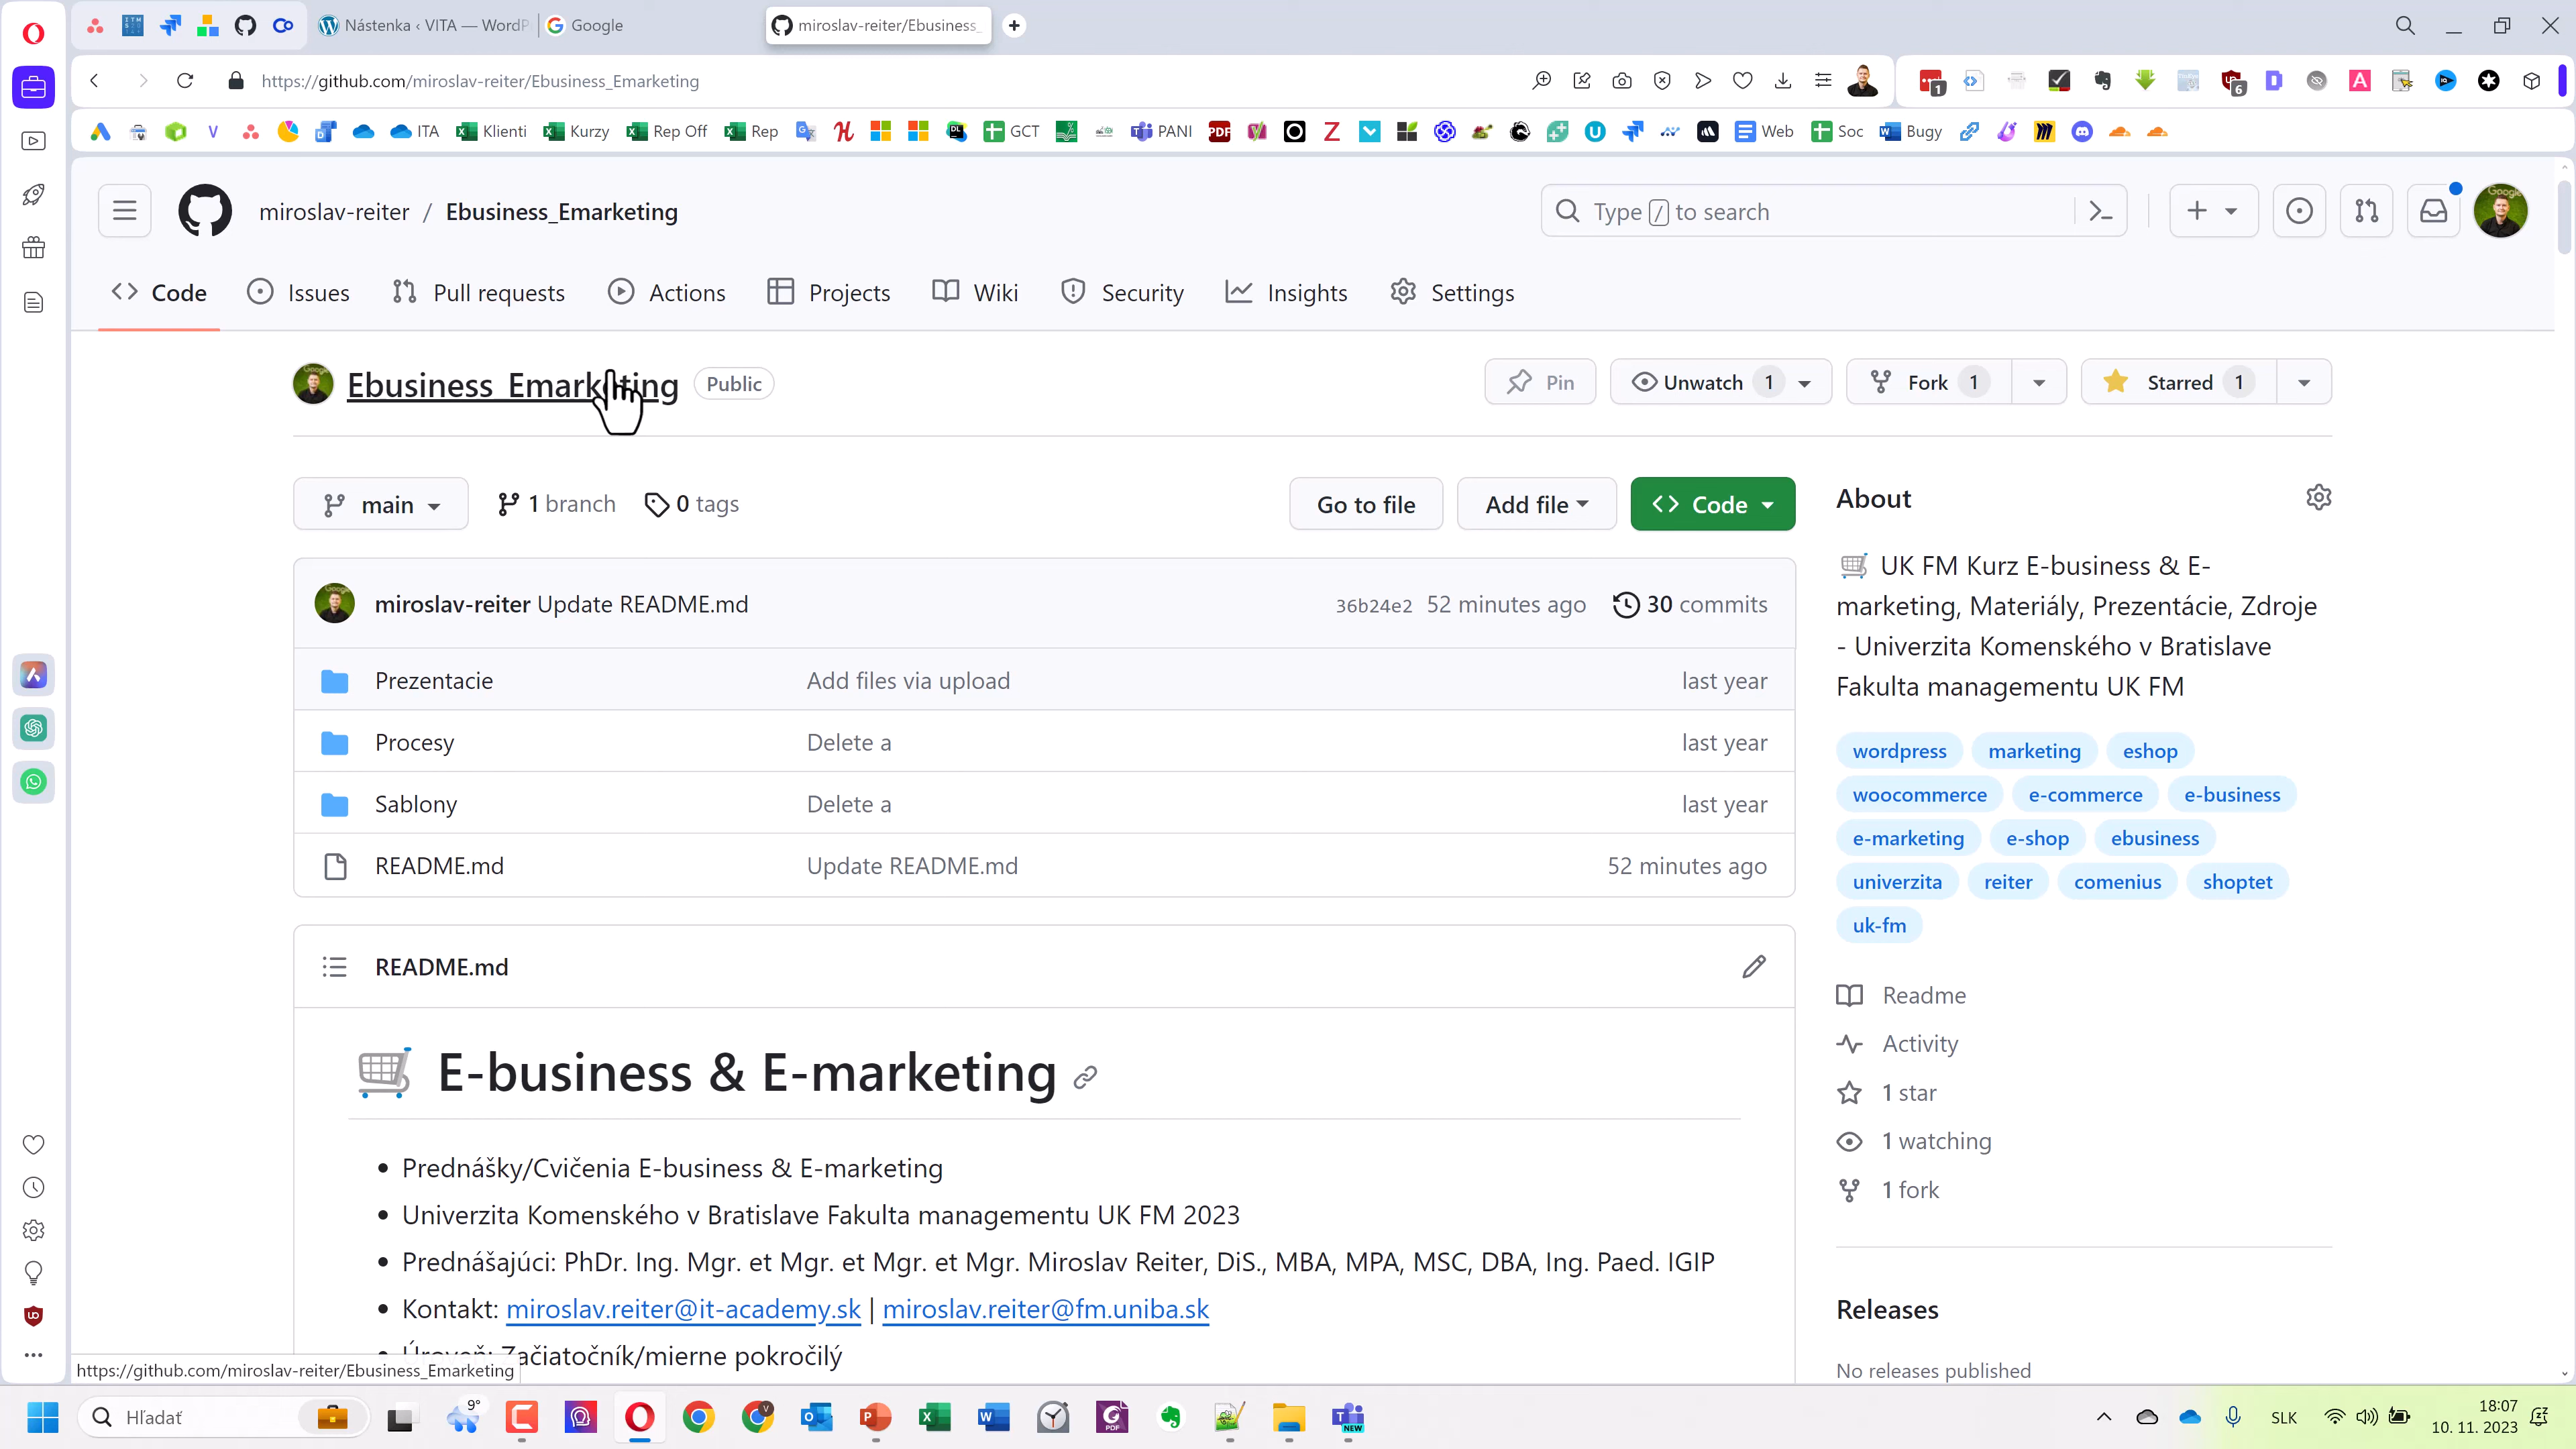 Nástenka ‹ VITA — WordP
Google
miroslav-reiter/Ebusiness_
https://github.com/miroslav-reiter/Ebusiness_Emarketing
1
6
ITA
Klienti
Kurzy
Rep Off
Rep
GCT
PANI
Web
Soc
Bugy
miroslav-reiter / Ebusiness_Emarketing
Type / to search
Code
Issues
Pull requests
Actions
Projects
Wiki
Security
Insights
Settings
Ebusiness_Emarketing
Public
Pin
Unwatch 1
Fork 1
Starred 1
main
1 branch
0 tags
Go to file
Add file
Code
miroslav-reiter Update README.md
36b24e2 52 minutes ago
30 commits
Prezentacie Add files via upload last year
Procesy Delete a last year
Sablony Delete a last year
README.md Update README.md 52 minutes ago
README.md
E-business & E-marketing
• Prednášky/Cvičenia E-business & E-marketing
• Univerzita Komenského v Bratislave Fakulta managementu UK FM 2023
• Prednášajúci: PhDr. Ing. Mgr. et Mgr. et Mgr. et Mgr. Miroslav Reiter, DiS., MBA, MPA, MSC, DBA, Ing. Paed. IGIP
• Kontakt: miroslav.reiter@it-academy.sk | miroslav.reiter@fm.uniba.sk
• Úroveň: Začiatočník/mierne pokročilý
About
UK FM Kurz E-business & E-
marketing, Materiály, Prezentácie, Zdroje
- Univerzita Komenského v Bratislave
Fakulta managementu UK FM
wordpress marketing eshop
woocommerce e-commerce e-business
e-marketing e-shop ebusiness
univerzita reiter comenius shoptet
uk-fm
Readme
Activity
1 star
1 watching
1 fork
Releases
No releases published
https://github.com/miroslav-reiter/Ebusiness_Emarketing
Hľadať
9°
SLK
18:07
10. 11. 2023